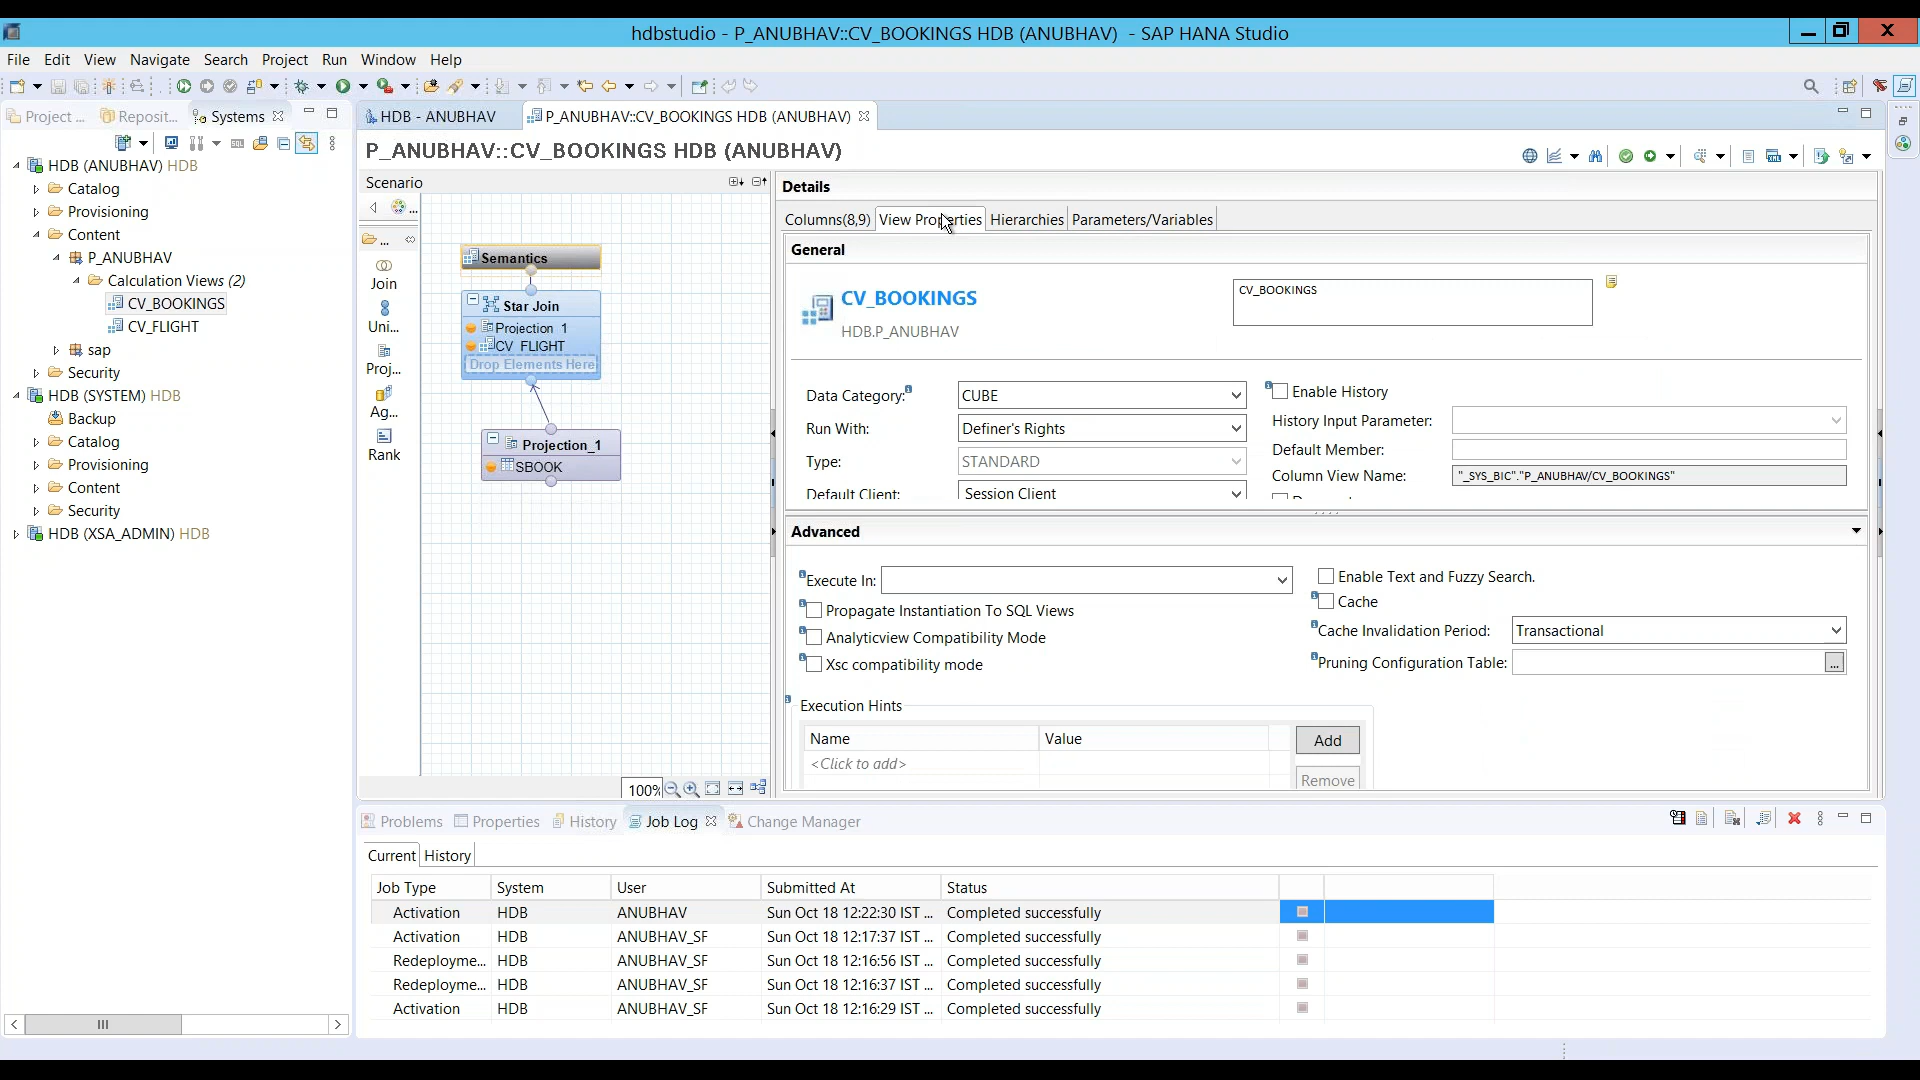 hdbstudio - P_ANUBHAV::CV_BOOKINGS HDB (ANUBHAV) - SAP HANA Studio
File Edit View Navigate Search Project Run Window Help
Project ... Reposit... Systems
HDB - ANUBHAV P_ANUBHAV::CV_BOOKINGS HDB (ANUBHAV)
HDB (ANUBHAV) HDB
Catalog
Provisioning
Content
P_ANUBHAV
Calculation Views (2)
CV_BOOKINGS
CV_FLIGHT
sap
Security
HDB (SYSTEM) HDB
Backup
Catalog
Provisioning
Content
Security
HDB (XSA_ADMIN) HDB
P_ANUBHAV::CV_BOOKINGS HDB (ANUBHAV)
Scenario
...
...
Join
Uni...
Proj...
Ag...
Rank
Semantics
Star Join
Projection_1
CV_FLIGHT
Drop Elements Here
Projection_1
SBOOK
100%
Details
Columns(8,9) View Properties Hierarchies Parameters/Variables
General
CV_BOOKINGS
HDB.P_ANUBHAV
CV_BOOKINGS
Data Category: CUBE
Run With: Definer's Rights
Type: STANDARD
Default Client: Session Client
Enable History
History Input Parameter:
Default Member:
Column View Name: "_SYS_BIC"."P_ANUBHAV/CV_BOOKINGS"
Advanced
Execute In:
Propagate Instantiation To SQL Views
Analyticview Compatibility Mode
Xsc compatibility mode
Enable Text and Fuzzy Search.
Cache
Cache Invalidation Period: Transactional
Pruning Configuration Table: ...
Execution Hints
Name Value Add
<Click to add> Remove
Problems Properties History Job Log Change Manager
Current History
Job Type System User Submitted At Status
Activation HDB ANUBHAV Sun Oct 18 12:22:30 IST ... Completed successfully
Activation HDB ANUBHAV_SF Sun Oct 18 12:17:37 IST ... Completed successfully
Redeployme... HDB ANUBHAV_SF Sun Oct 18 12:16:56 IST ... Completed successfully
Redeployme... HDB ANUBHAV_SF Sun Oct 18 12:16:37 IST ... Completed successfully
Activation HDB ANUBHAV_SF Sun Oct 18 12:16:29 IST ... Completed successfully